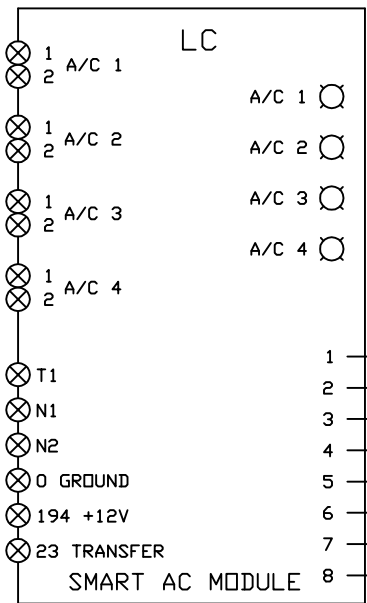 LC
1
A/C 1
2
1
A/C 2
2
1
A/C 3
2
1
A/C 4
2
A/C 1
A/C 2
A/C 3
A/C 4
T1
N1
N2
0 GROUND
194 +12V
23 TRANSFER
1
2
3
4
5
6
7
8
SMART AC MODULE